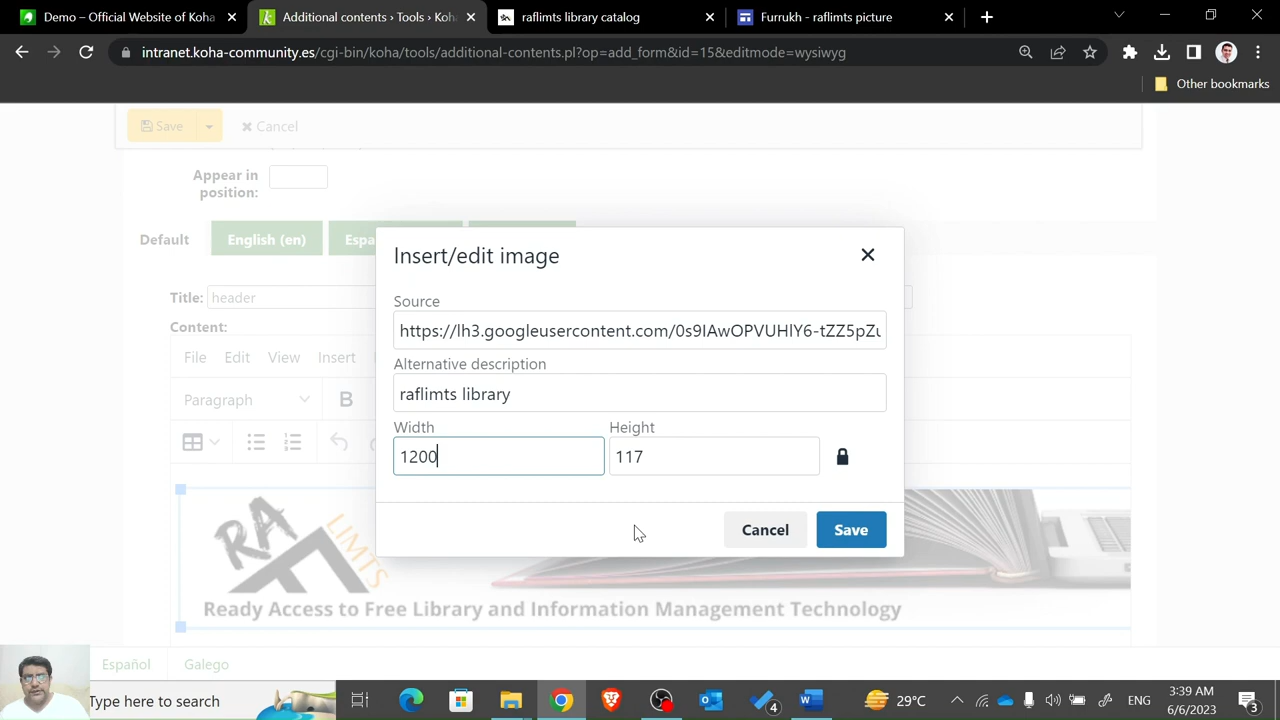 Demo – Official Website of Koha
Additional contents › Tools › Koha
raflimts library catalog
Furrukh - raflimts picture
intranet.koha-community.es/cgi-bin/koha/tools/additional-contents.pl?op=add_form&id=15&editmode=wysiwyg
Other bookmarks
Save
Cancel
Appear in
position:
Default
English (en)
Espa
Insert/edit image
Source
https://lh3.googleusercontent.com/0s9IAwOPVUHlY6-tZZ5pZu
Alternative description
raflimts library
Width
Height
1200
117
Cancel
Save
Title:
header
Content:
File Edit View Insert
Paragraph
B
RA
LIMTS
Ready Access to Free Library and Information Management Technology
Español
Galego
Type here to search
4
29°C
ENG
3:39 AM
6/6/2023
3